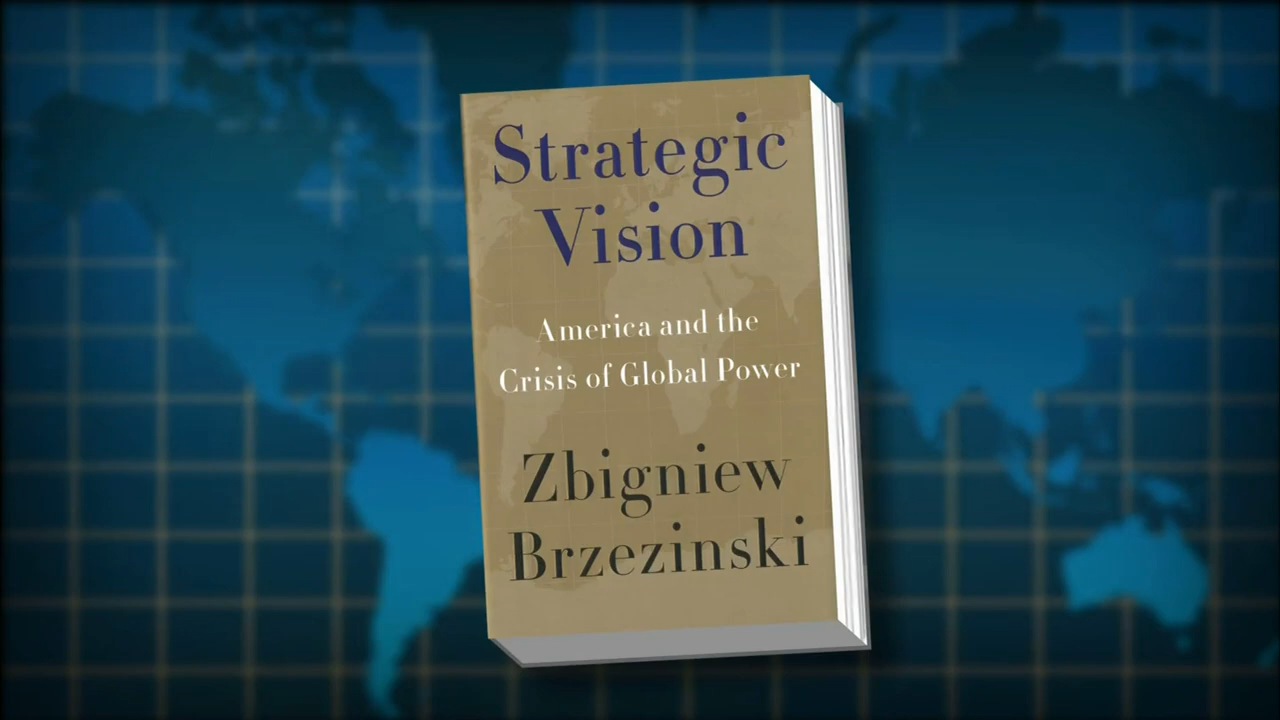 Strategic
Vision
America and the
Crisis of Global Power
Zbigniew
Brzezinski